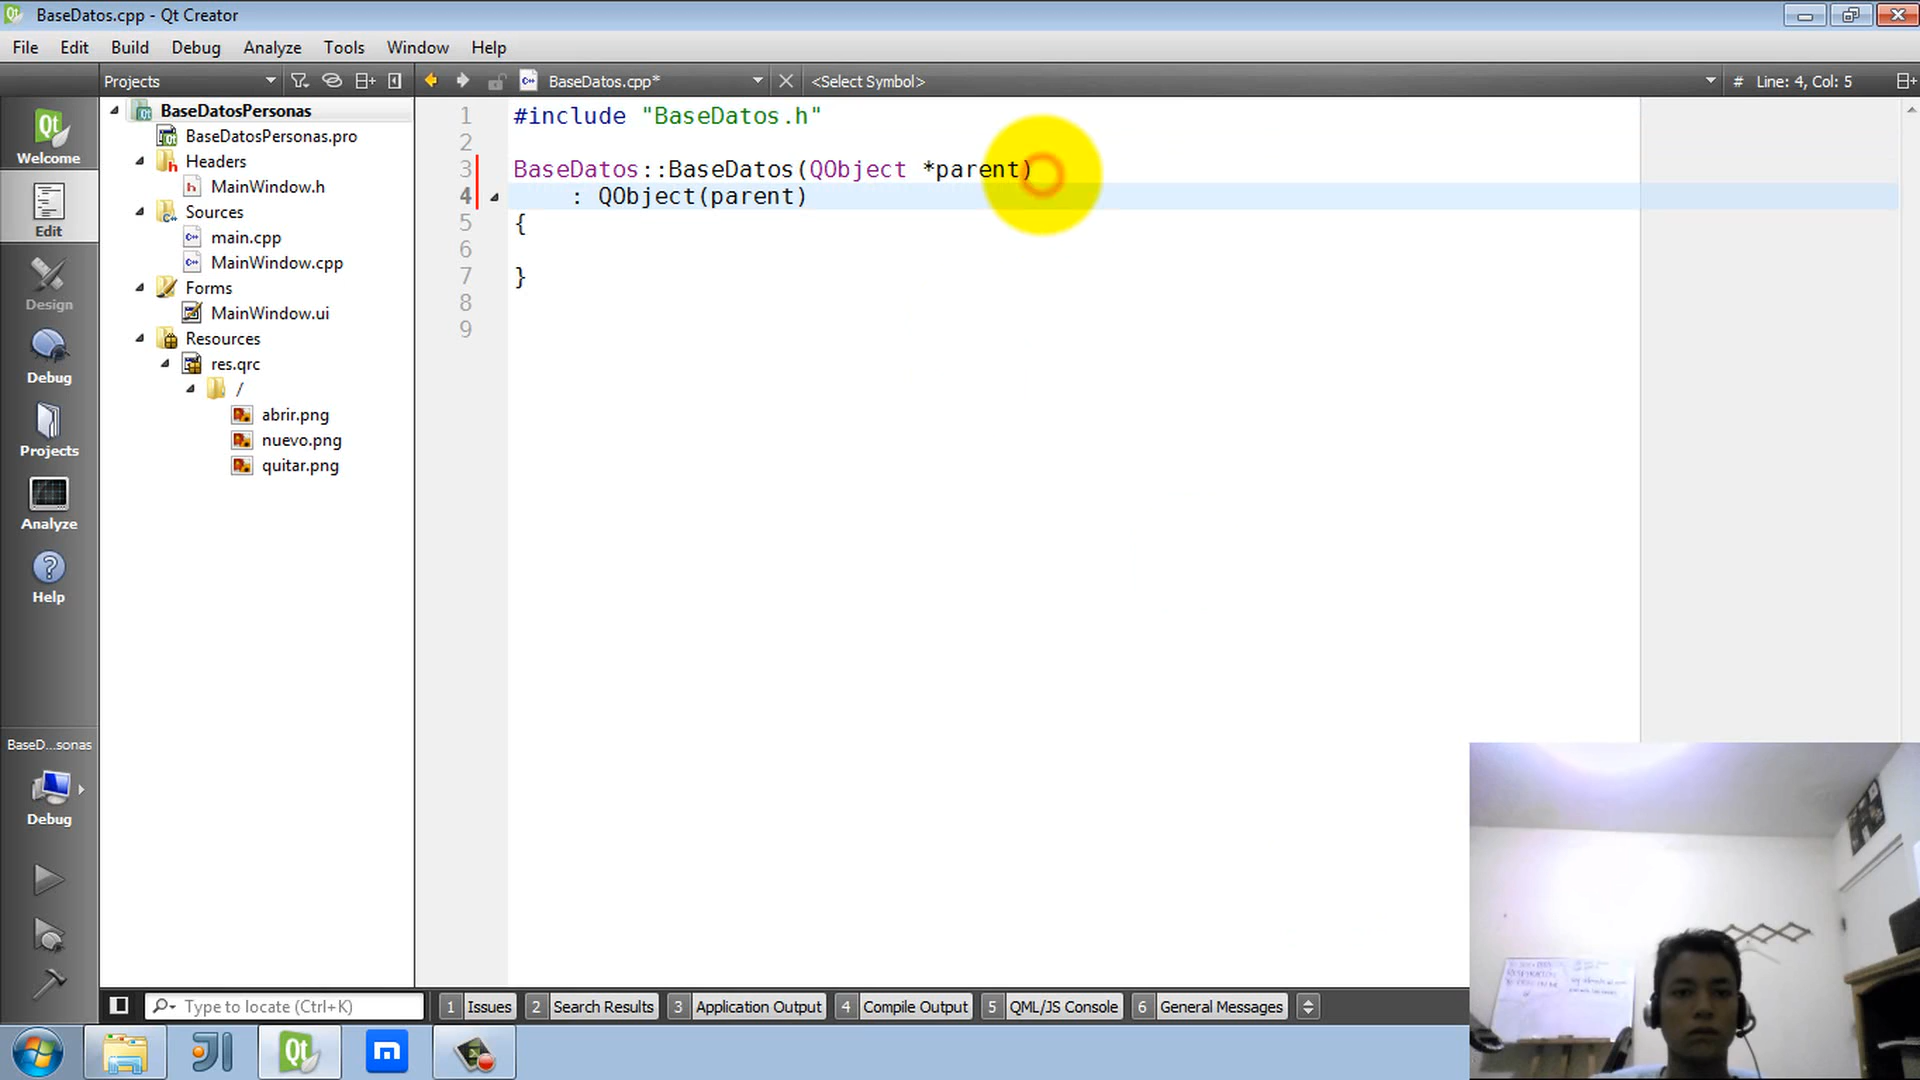 BaseDatos.cpp - Qt Creator
File Edit Build Debug Analyze Tools Window Help
Projects BaseDatos.cpp* <Select Symbol> # Line: 4, Col: 5
Welcome
Edit
Design
Debug
Projects
Analyze
Help
BaseD...sonas
Debug
BaseDatosPersonas
BaseDatosPersonas.pro
Headers
MainWindow.h
Sources
main.cpp
MainWindow.cpp
Forms
MainWindow.ui
Resources
res.qrc
/
abrir.png
nuevo.png
quitar.png
1 #include "BaseDatos.h"
2
3 BaseDatos::BaseDatos(QObject *parent)
4 : QObject(parent)
5 {
6
7 }
8
9
Type to locate (Ctrl+K) 1 Issues 2 Search Results 3 Application Output 4 Compile Output 5 QML/JS Console 6 General Messages